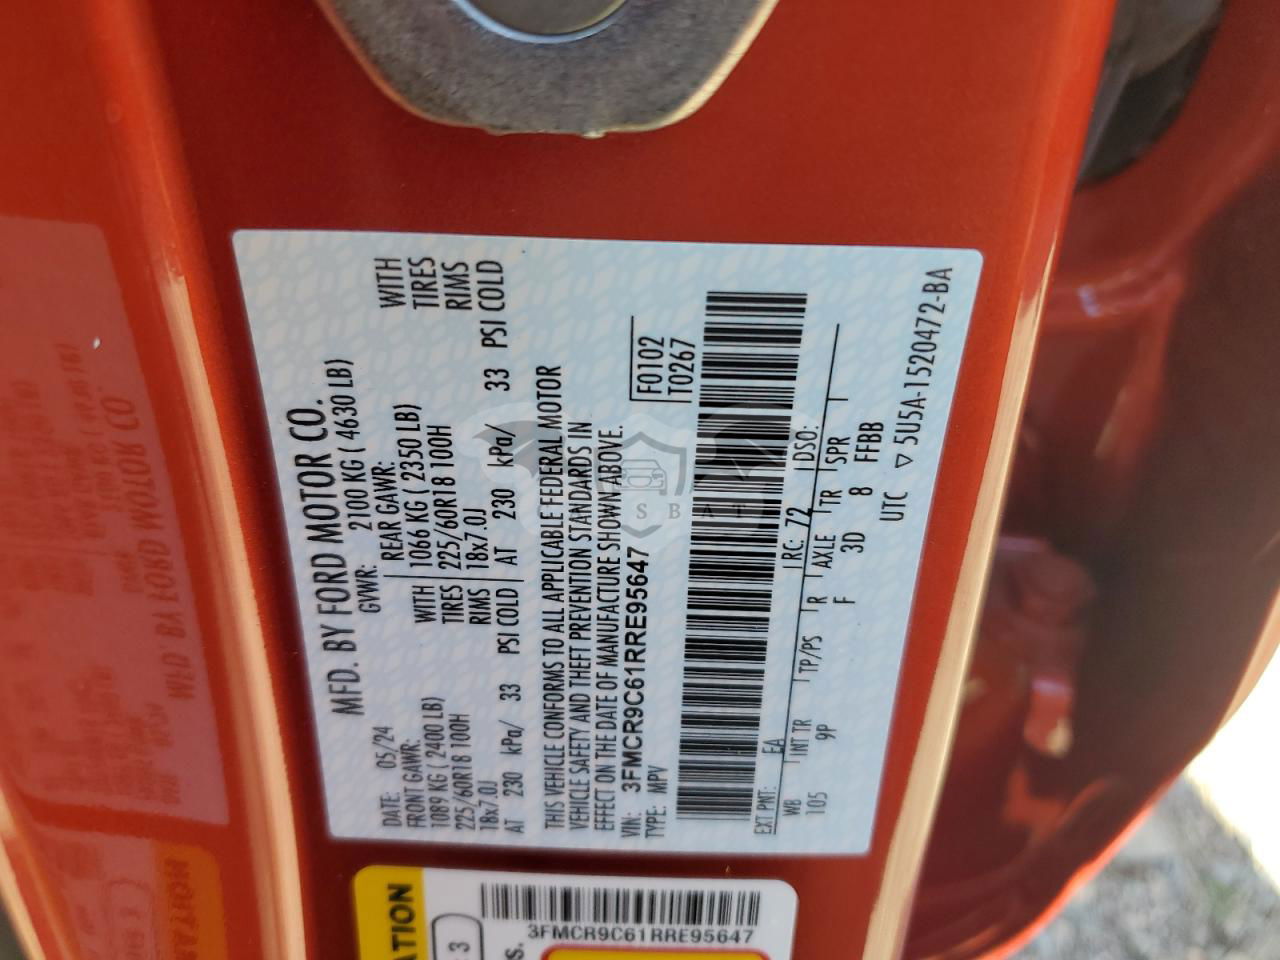 MFD. BY FORD MOTOR CO.
DATE: 05/24 GVWR: 2100 KG ( 4630 LB)
FRONT GAWR: REAR GAWR:
1089 KG ( 2400 LB) WITH 1066 KG ( 2350 LB) WITH
225/60R18 100H TIRES 225/60R18 100H TIRES
18x7.0J RIMS 18x7.0J RIMS
AT 230 kPa/ 33 PSI COLD AT 230 kPa/ 33 PSI COLD
THIS VEHICLE CONFORMS TO ALL APPLICABLE FEDERAL MOTOR
VEHICLE SAFETY AND THEFT PREVENTION STANDARDS IN
EFFECT ON THE DATE OF MANUFACTURE SHOWN ABOVE.
VIN: 3FMCR9C61RRE95647 F0102
TYPE: MPV T0267
EXT PNT: EA RC: 72 DSO:
WB INT TR TP/PS R AXLE TR SPR
105 9P F 3D 8 FFBB
UTC ▽ 5U5A-1520472-BA
3FMCR9C61RRE95647